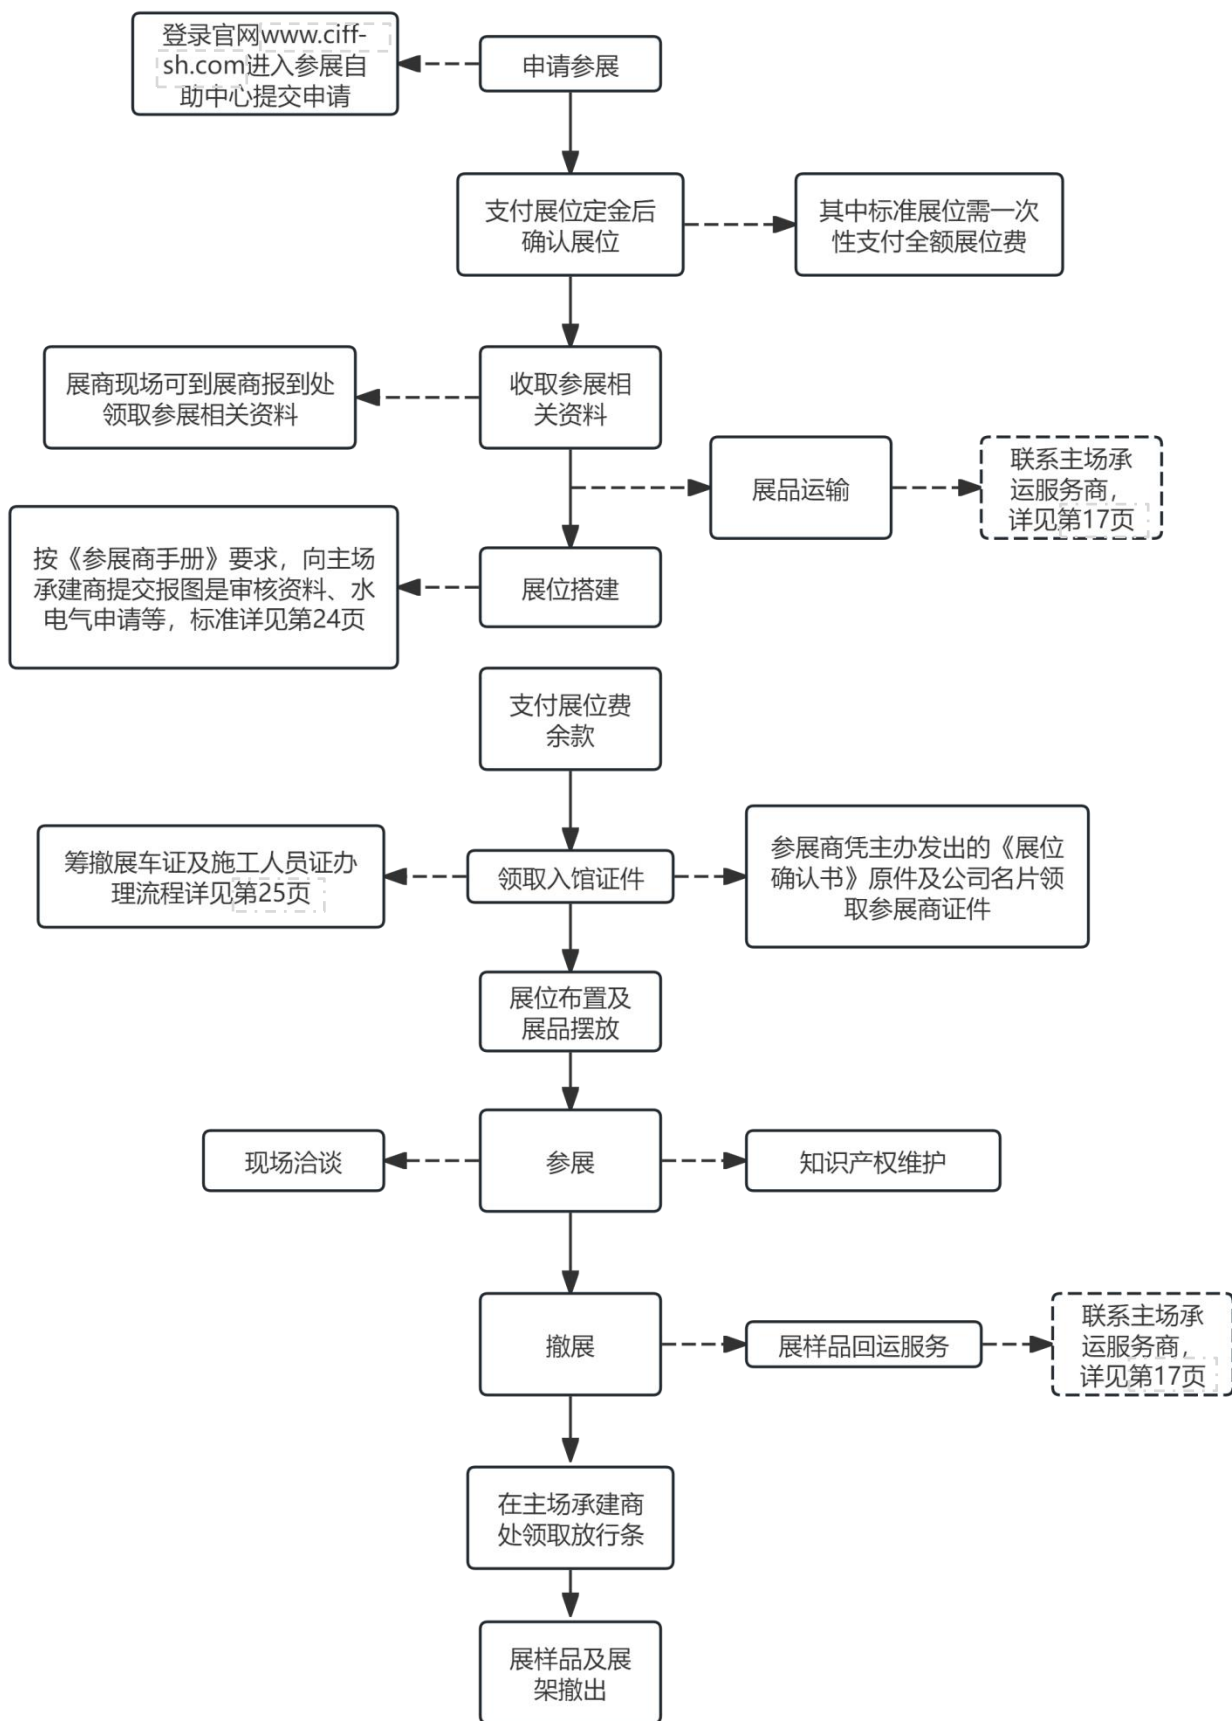 登录官网www.ciff-
sh.com进入参展自
助中心提交申请
申请参展
支付展位定金后
确认展位
其中标准展位需一次
性支付全额展位费
展商现场可到展商报到处
领取参展相关资料
收取参展相
关资料
展品运输
联系主场承
运服务商，
详见第17页
按《参展商手册》要求，向主场
承建商提交报图是审核资料、水
电气申请等，标准详见第24页
展位搭建
支付展位费
余款
筹撤展车证及施工人员证办
理流程详见第25页
领取入馆证件
参展商凭主办发出的《展位
确认书》原件及公司名片领
取参展商证件
展位布置及
展品摆放
现场洽谈
参展
知识产权维护
撤展
展样品回运服务
联系主场承
运服务商，
详见第17页
在主场承建商
处领取放行条
展样品及展
架撤出